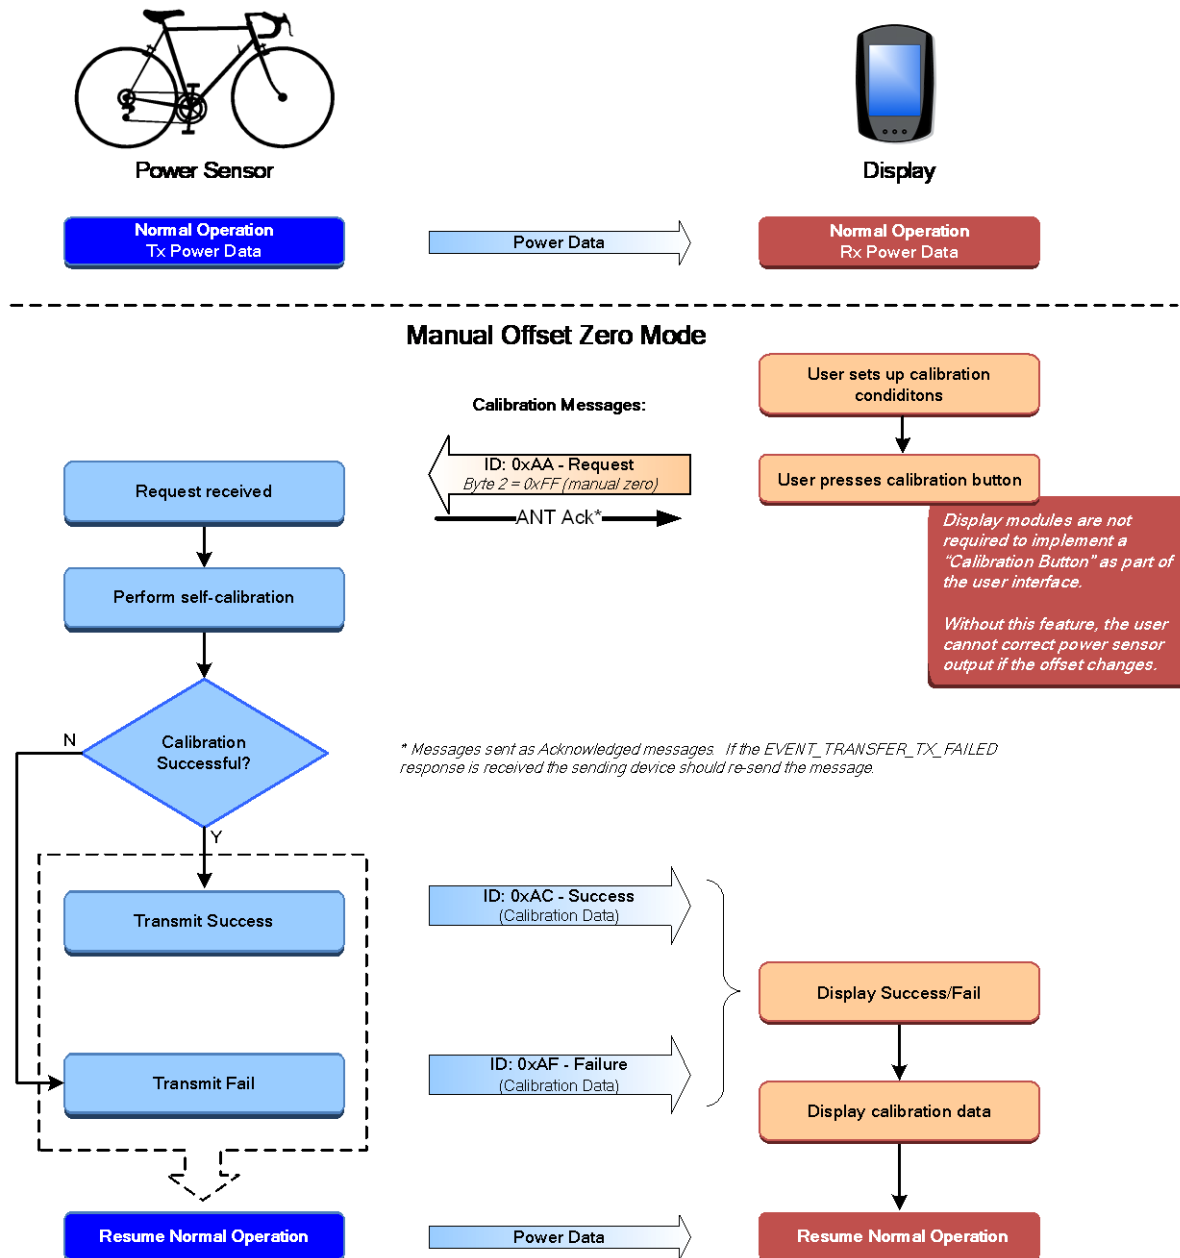 Power Sensor
Display
Normal Operation
Tx Power Data
Power Data
Normal Operation
Rx Power Data
Manual Offset Zero Mode
User sets up calibration
condiditons
Calibration Messages:
ID: 0xAA - Request
Byte 2 = 0xFF (manual zero)
User presses calibration button
Request received
ANT Ack*
Display modules are not
required to implement a
"Calibration Button" as part of
the user interface.
Without this feature, the user
cannot correct power sensor
output if the offset changes.
Perform self-calibration
N
Calibration
Successful?
* Messages sent as Acknowledged messages. If the EVENT_TRANSFER_TX_FAILED
response is received the sending device should re-send the message.
Y
Transmit Success
ID: 0xAC - Success
(Calibration Data)
Display Success/Fail
Transmit Fail
ID: 0xAF - Failure
(Calibration Data)
Display calibration data
Resume Normal Operation
Power Data
Resume Normal Operation